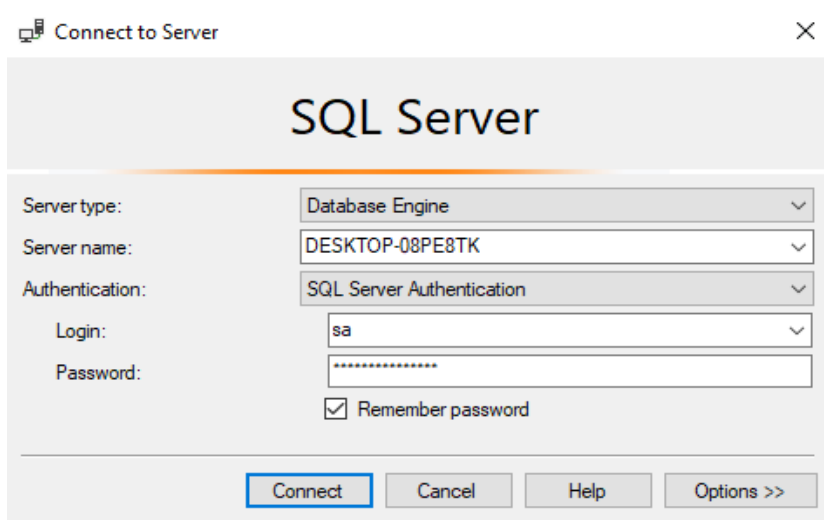 Connect to Server
SQL Server
Server type: Database Engine
Server name: DESKTOP-08PE8TK
Authentication: SQL Server Authentication
Login: sa
Password: ***************
Remember password
Connect Cancel Help Options >>